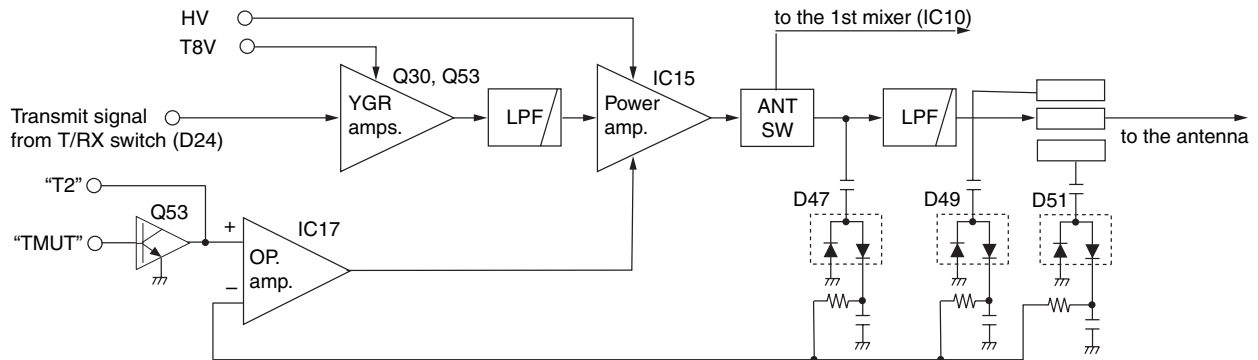 HV
T8V
to the 1st mixer (IC10)
Q30, Q53
IC15
YGR
amps.
LPF
Power
amp.
ANT
SW
LPF
Transmit signal
from T/RX switch (D24)
to the antenna
“T2”
Q53
“TMUT”
+
IC17
OP.
amp.
–
D47
D49
D51